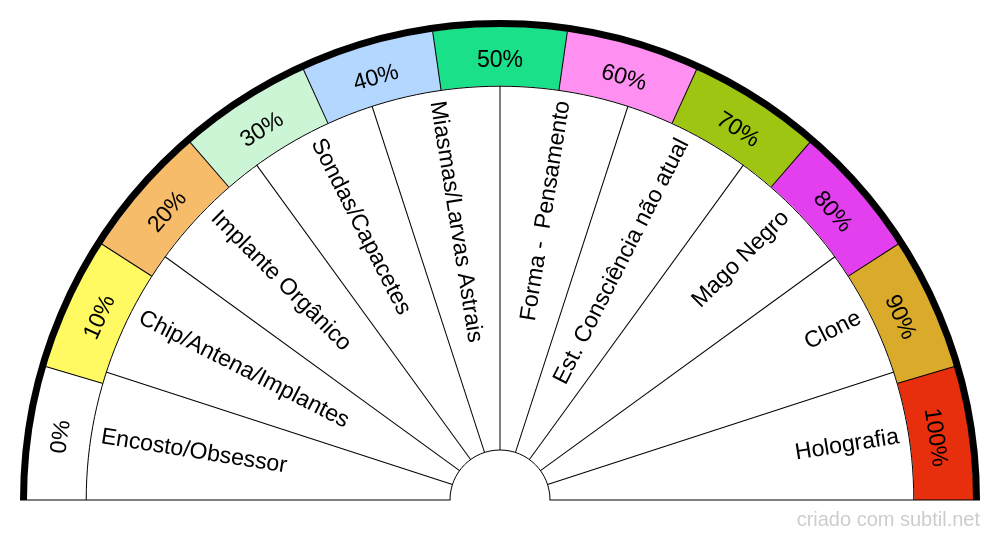 0%
10%
20%
30%
40%
50%
60%
70%
80%
90%
100%
Encosto/Obsessor
Chip/Antena/Implantes
Implante Orgânico
Sondas/Capacetes
Miasmas/Larvas Astrais
Forma - Pensamento
Est. Consciência não atual
Mago Negro
Clone
Holografia
criado com subtil.net